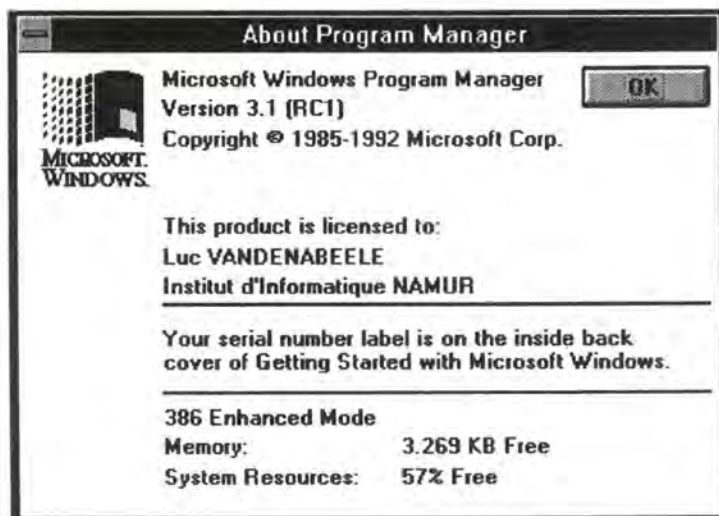 About Program Manager
Microsoft Windows Program Manager
OK
Version 3.1 (RC1)
Copyright © 1985-1992 Microsoft Corp.
MICROSOFT.
WINDOWS.
This product is licensed to:
Luc VANDENABEELE
Institut d'Informatique NAMUR
Your serial number label is on the inside back
cover of Getting Started with Microsoft Windows.
386 Enhanced Mode
Memory: 3.269 KB Free
System Resources: 57% Free